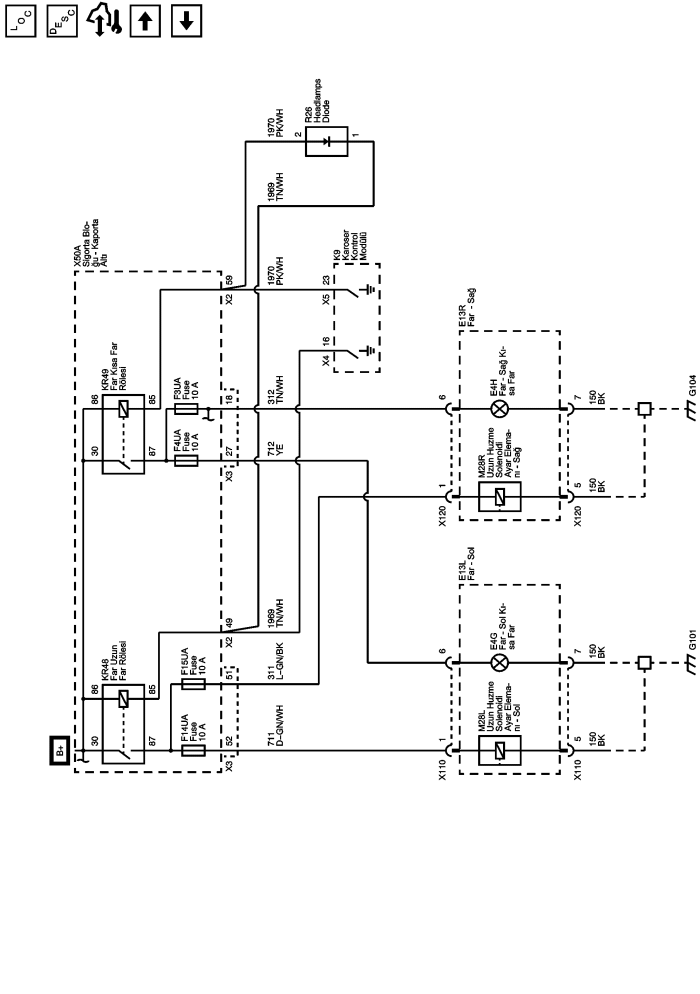 LOC
DESC
R26
Headlamps
Diode
1970
PK/WH
2
1
1969
TN/WH
X50A
Sigorta Blo-
ğu - Kaporta
Altı
K9
Karoser
Kontrol
Modülü
59
X2
1970
PK/WH
23
X5
16
X4
KR49
Far Kısa Far
Rölesi
86
85
30
87
F3UA
Fuse
10 A
F4UA
Fuse
10 A
18
312
TN/WH
27
X3
712
YE
E13R
Far - Sağ
6
E4H
Far - Sağ Kı-
sa Far
7
150
BK
G104
M28R
Uzun Huzme
Solenoidi
Ayar Elema-
nı - Sağ
1
X120
5
X120
150
BK
KR48
Far Uzun
Far Rölesi
86
85
30
87
B+
49
X2
1969
TN/WH
F15UA
Fuse
10 A
51
311
L-GN/BK
F14UA
Fuse
10 A
52
X3
711
D-GN/WH
E13L
Far - Sol
6
E4G
Far - Sol Kı-
sa Far
7
150
BK
G101
M28L
Uzun Huzme
Solenoidi
Ayar Elema-
nı - Sol
1
X110
5
X110
150
BK